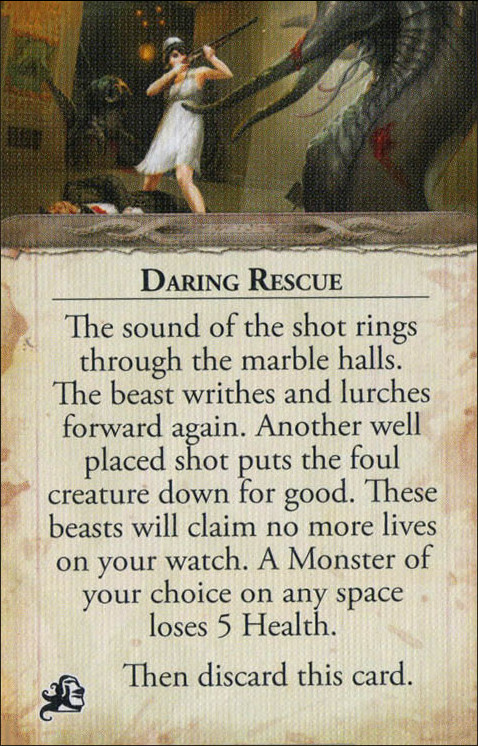 Daring Rescue
The sound of the shot rings
through the marble halls.
The beast writhes and lurches
forward again. Another well
placed shot puts the foul
creature down for good. These
beasts will claim no more lives
on your watch. A Monster of
your choice on any space
loses 5 Health.
Then discard this card.